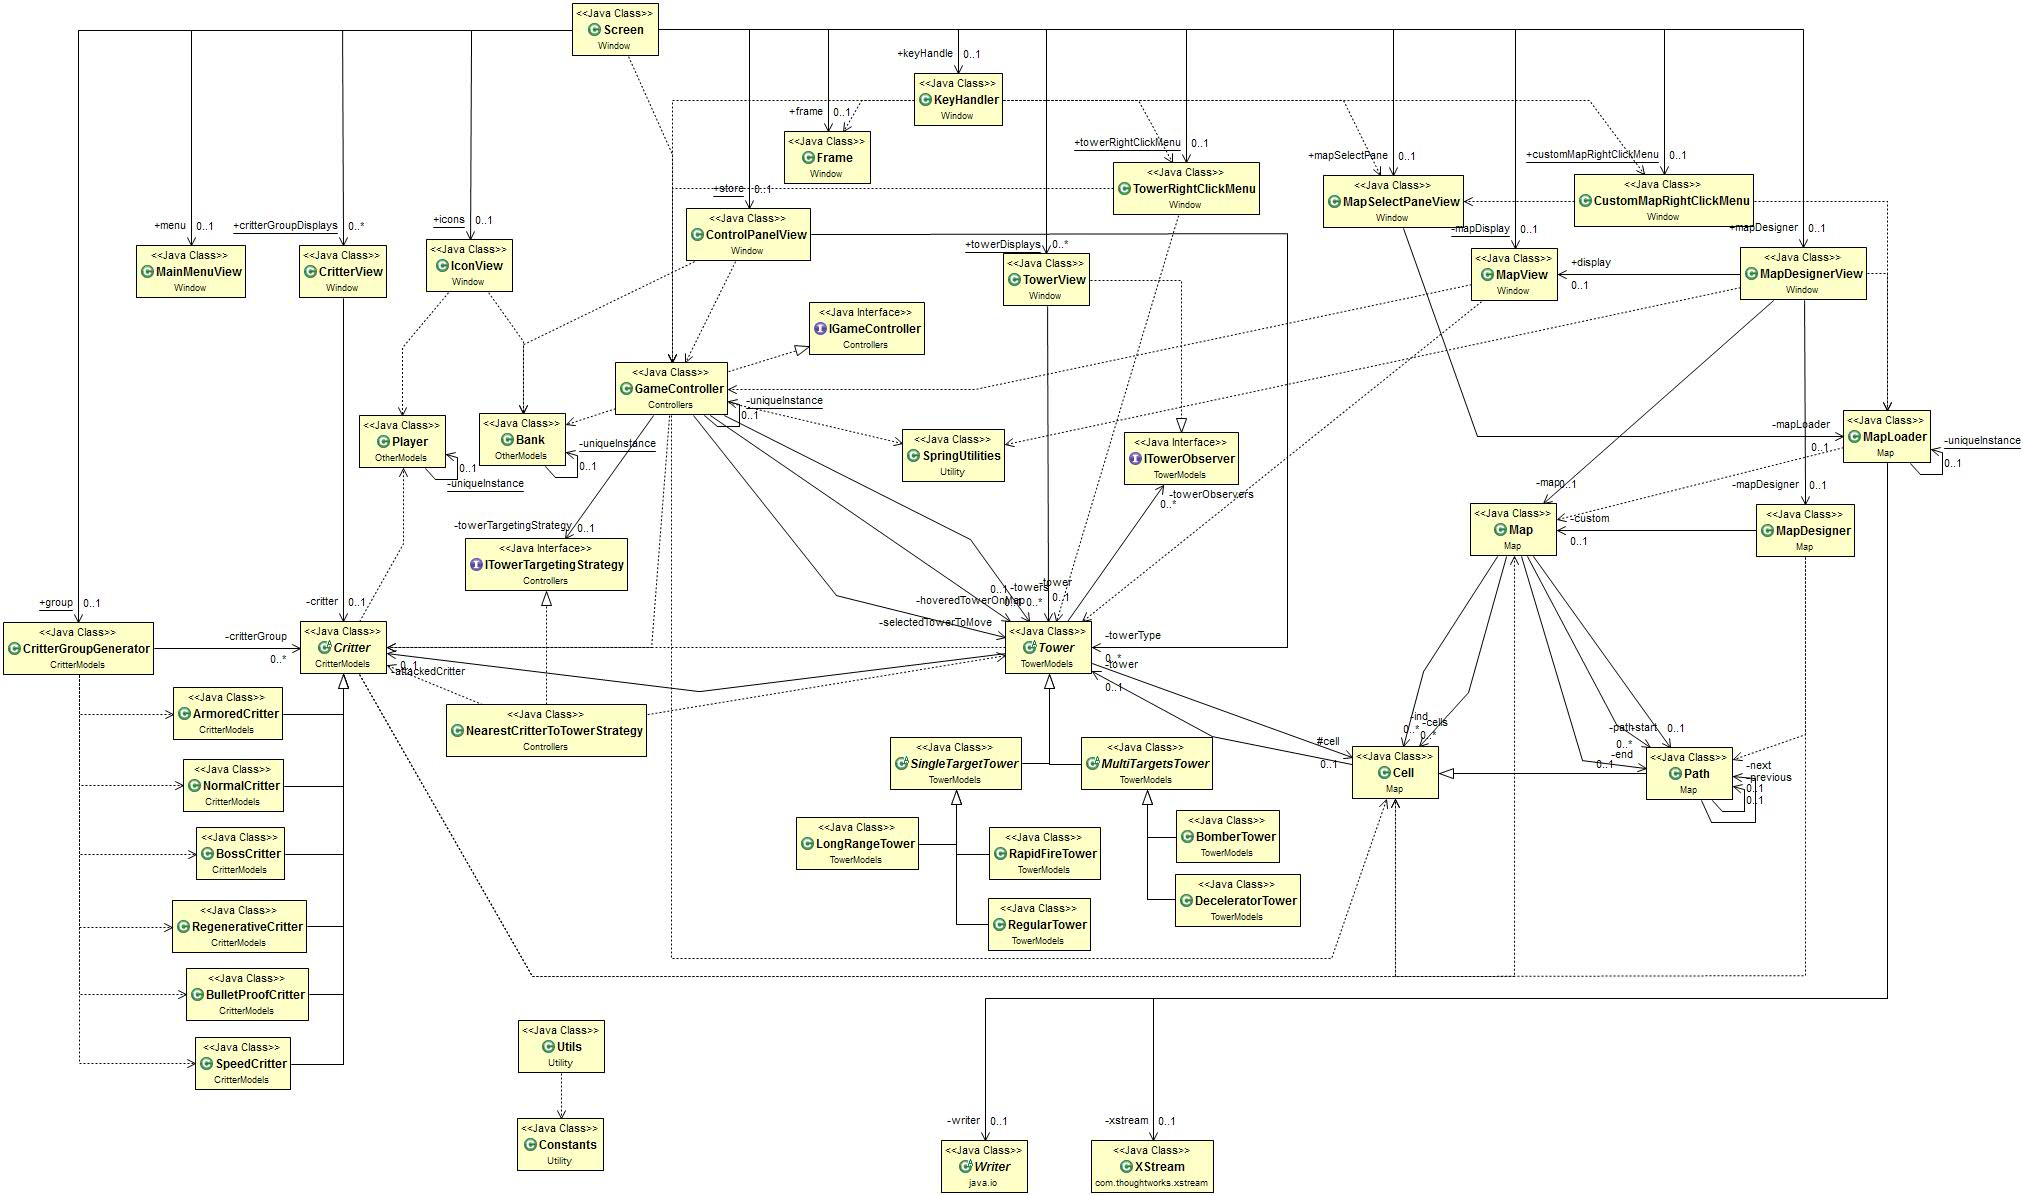 <<Java Class>>
Screen
Window
+keyHandle 0..1
<<Java Class>>
KeyHandler
Window
+frame 0..1
<<Java Class>>
Frame
Window
+towerRightClickMenu 0..1
<<Java Class>>
TowerRightClickMenu
Window
+mapSelectPane 0..1
<<Java Class>>
MapSelectPaneView
Window
+customMapRightClickMenu 0..1
<<Java Class>>
CustomMapRightClickMenu
Window
+store 0..1
<<Java Class>>
ControlPanelView
Window
+menu 0..1
<<Java Class>>
MainMenuView
Window
+critterGroupDisplays 0..*
<<Java Class>>
CritterView
Window
+icons 0..1
<<Java Class>>
IconView
Window
+towerDisplays 0..*
<<Java Class>>
TowerView
Window
-mapDisplay 0..1
<<Java Class>>
MapView
Window
+display
0..1
+mapDesigner 0..1
<<Java Class>>
MapDesignerView
Window
<<Java Interface>>
IGameController
Controllers
<<Java Class>>
GameController
Controllers
-uniqueInstance
0..1
<<Java Class>>
Player
OtherModels
0..1
-uniqueInstance
<<Java Class>>
Bank
OtherModels
-uniqueInstance
0..1
<<Java Class>>
SpringUtilities
Utility
<<Java Interface>>
ITowerObserver
TowerModels
-towerObservers
0..*
-mapLoader
0..1
<<Java Class>>
MapLoader
Map
-uniqueInstance
0..1
-map 0..1
<<Java Class>>
Map
Map
-custom
0..1
-mapDesigner 0..1
<<Java Class>>
MapDesigner
Map
-towerTargetingStrategy 0..1
<<Java Interface>>
ITowerTargetingStrategy
Controllers
+group 0..1
<<Java Class>>
CritterGroupGenerator
CritterModels
-critterGroup
0..*
-critter 0..1
<<Java Class>>
Critter
CritterModels
0..1
-attackedCritter
0..1
-towers
0..*
-tower
0..1
-hoveredTowerOnMap
0..1
-selectedTowerToMove
<<Java Class>>
Tower
TowerModels
-towerType
0..*
-tower
0..1
<<Java Class>>
ArmoredCritter
CritterModels
<<Java Class>>
NormalCritter
CritterModels
<<Java Class>>
BossCritter
CritterModels
<<Java Class>>
RegenerativeCritter
CritterModels
<<Java Class>>
BulletProofCritter
CritterModels
<<Java Class>>
SpeedCritter
CritterModels
<<Java Class>>
NearestCritterToTowerStrategy
Controllers
<<Java Class>>
SingleTargetTower
TowerModels
<<Java Class>>
MultiTargetsTower
TowerModels
<<Java Class>>
LongRangeTower
TowerModels
<<Java Class>>
RapidFireTower
TowerModels
<<Java Class>>
RegularTower
TowerModels
<<Java Class>>
BomberTower
TowerModels
<<Java Class>>
DeceleratorTower
TowerModels
#cell
0..1
-ind
0..*
-cells
0..*
<<Java Class>>
Cell
Map
-path
0..*
-start
0..1
-end
0..1
<<Java Class>>
Path
Map
-next
-previous
0..1
0..1
<<Java Class>>
Utils
Utility
<<Java Class>>
Constants
Utility
-writer 0..1
<<Java Class>>
Writer
java.io
-xstream 0..1
<<Java Class>>
XStream
com.thoughtworks.xstream